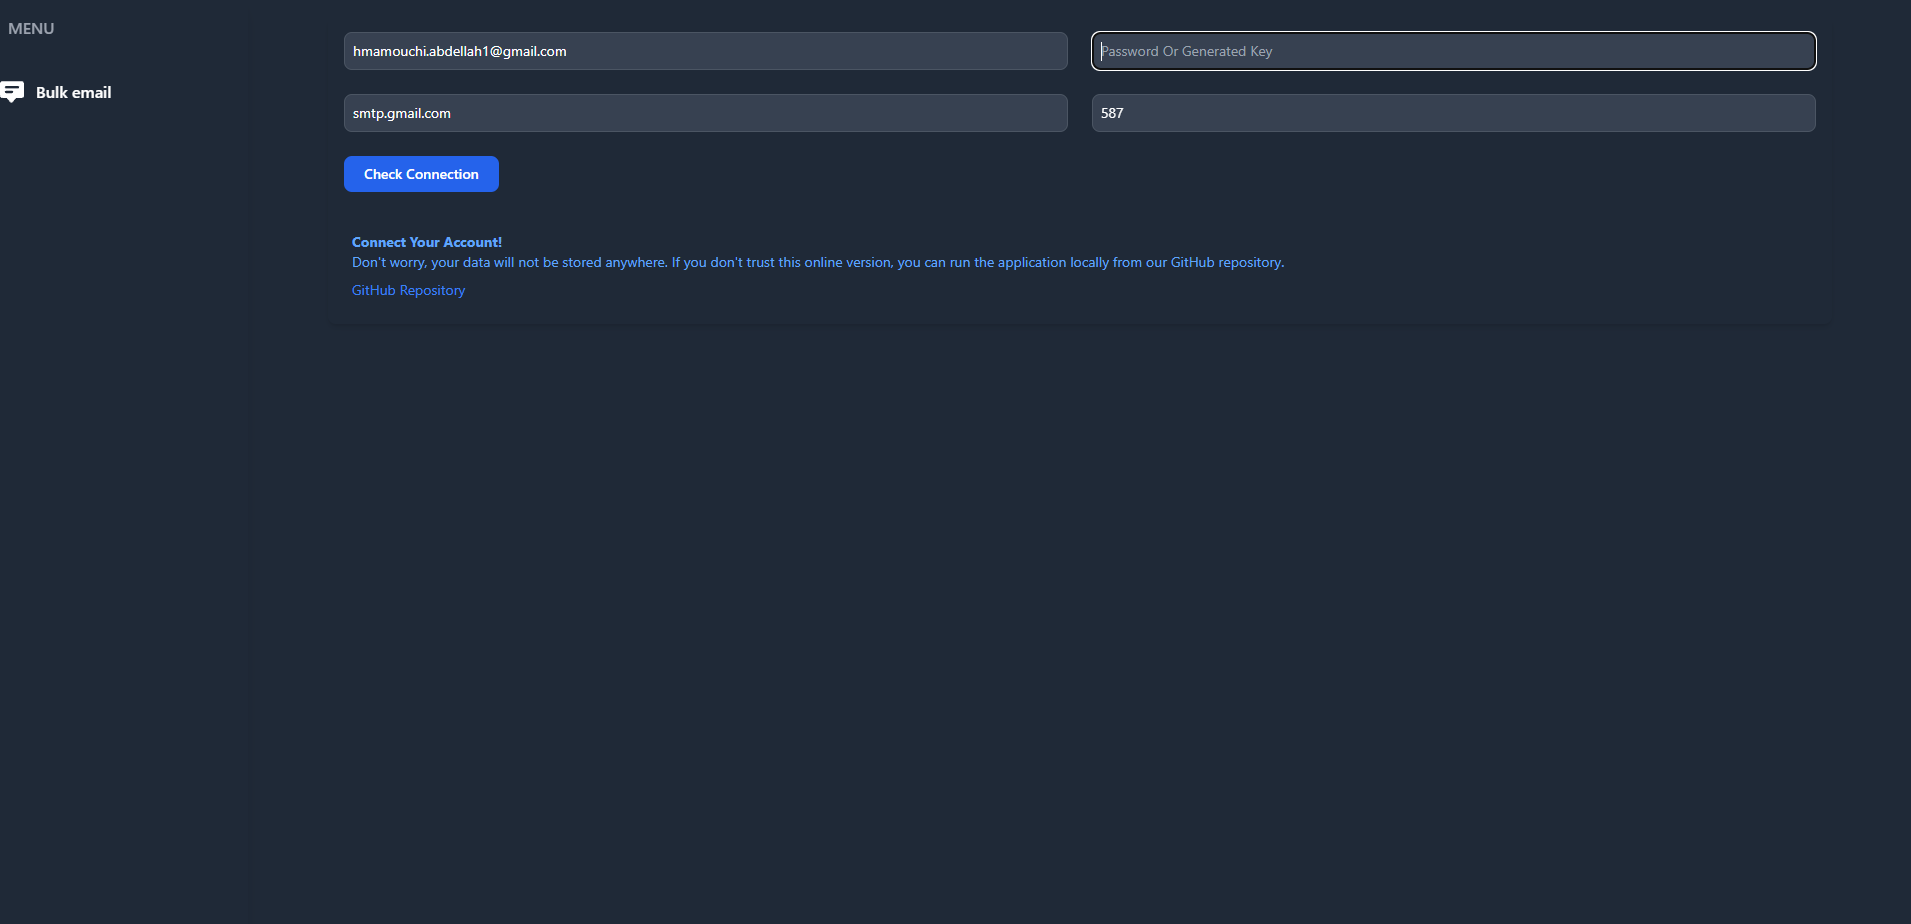 MENU
Bulk email
hmamouchi.abdellah1@gmail.com
Password Or Generated Key
smtp.gmail.com
587
Check Connection
Connect Your Account!
Don't worry, your data will not be stored anywhere. If you don't trust this online version, you can run the application locally from our GitHub repository.
GitHub Repository